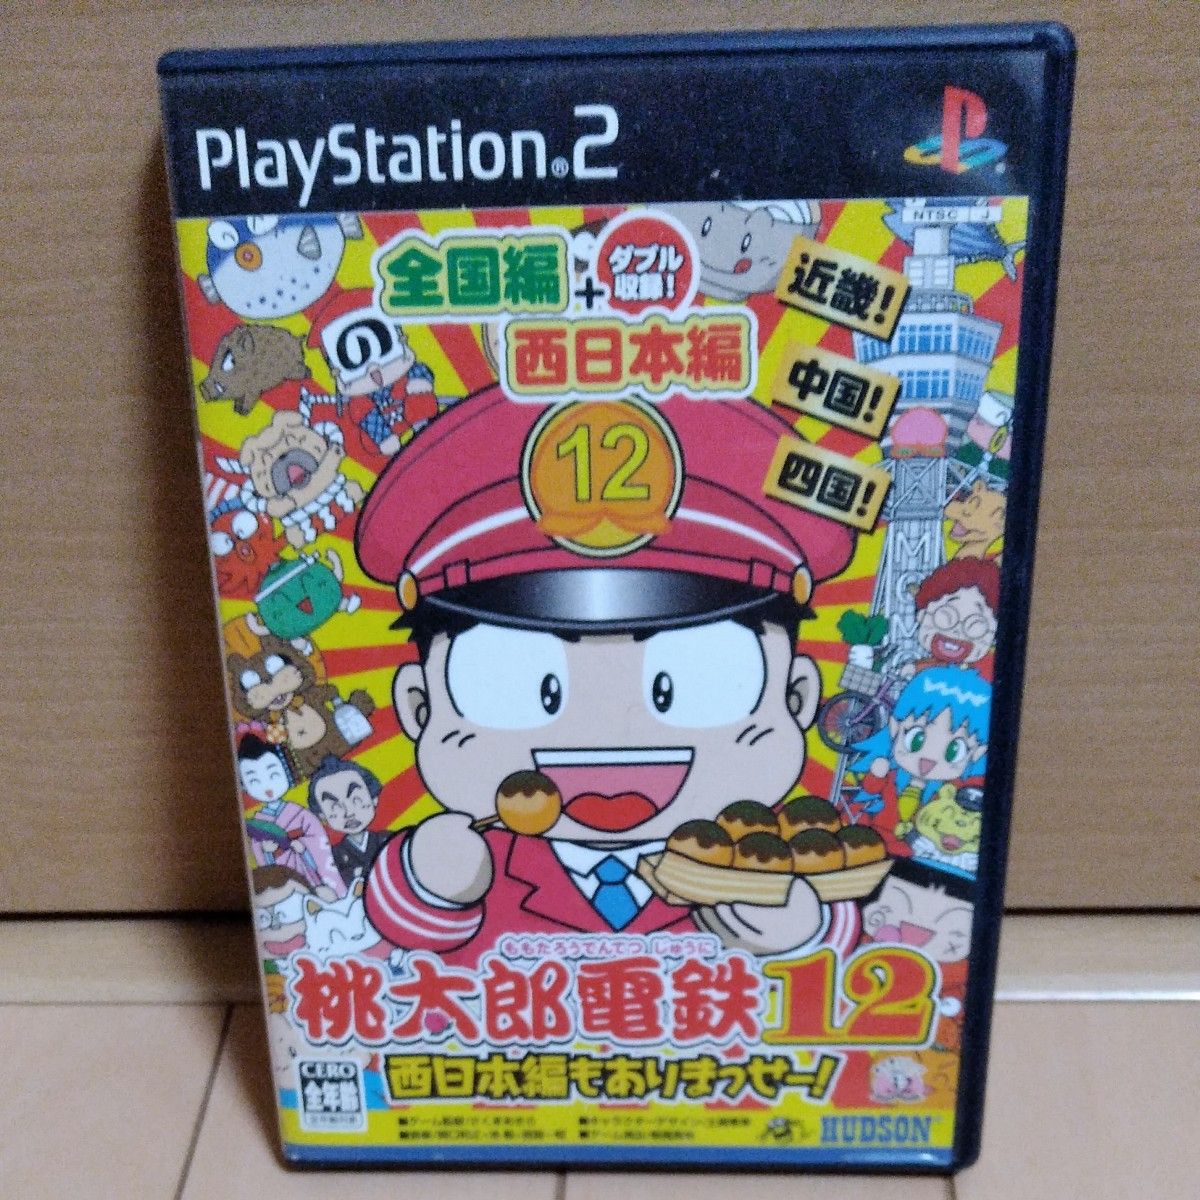 PlayStation®2
NTSC J
全国編
+
ダブル
収録!
西日本編
近畿!
中国!
四国!
の
12
ももたろうでんてつ じゅうに
桃太郎電鉄12
西日本編もありまっせー!
CERO
全年齢
HUDSON